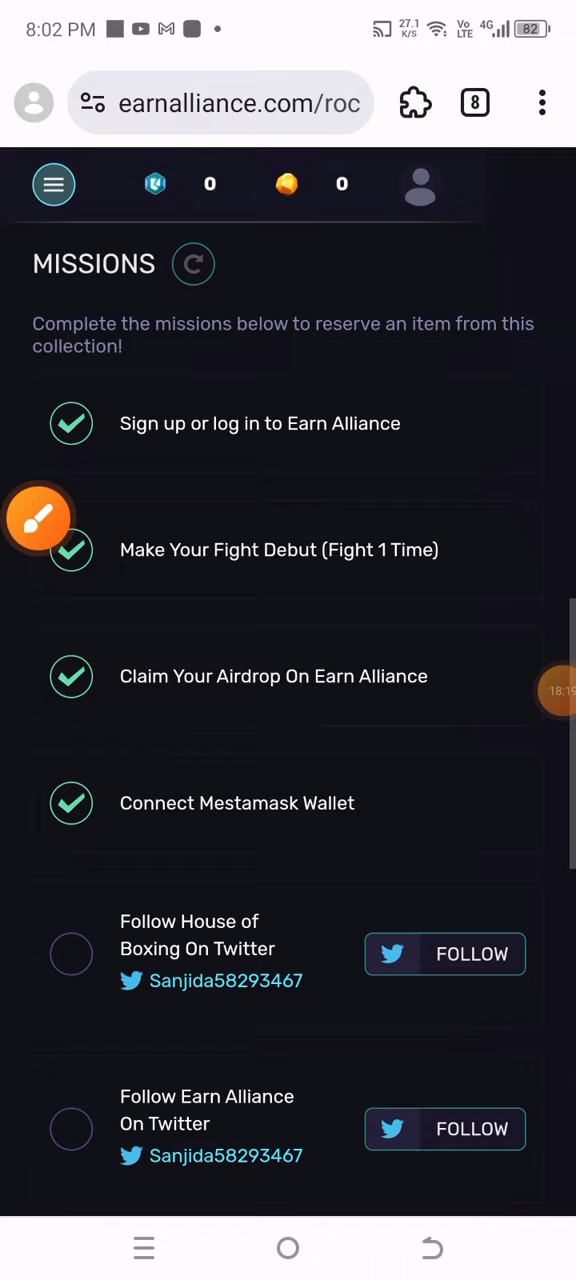 8:02 PM
27.1 K/S
Vo LTE
4G
82
earnalliance.com/roc
8
0
0
MISSIONS
Complete the missions below to reserve an item from this
collection!
Sign up or log in to Earn Alliance
Make Your Fight Debut (Fight 1 Time)
Claim Your Airdrop On Earn Alliance
18:19
Connect Mestamask Wallet
Follow House of
Boxing On Twitter
Sanjida58293467
FOLLOW
Follow Earn Alliance
On Twitter
Sanjida58293467
FOLLOW